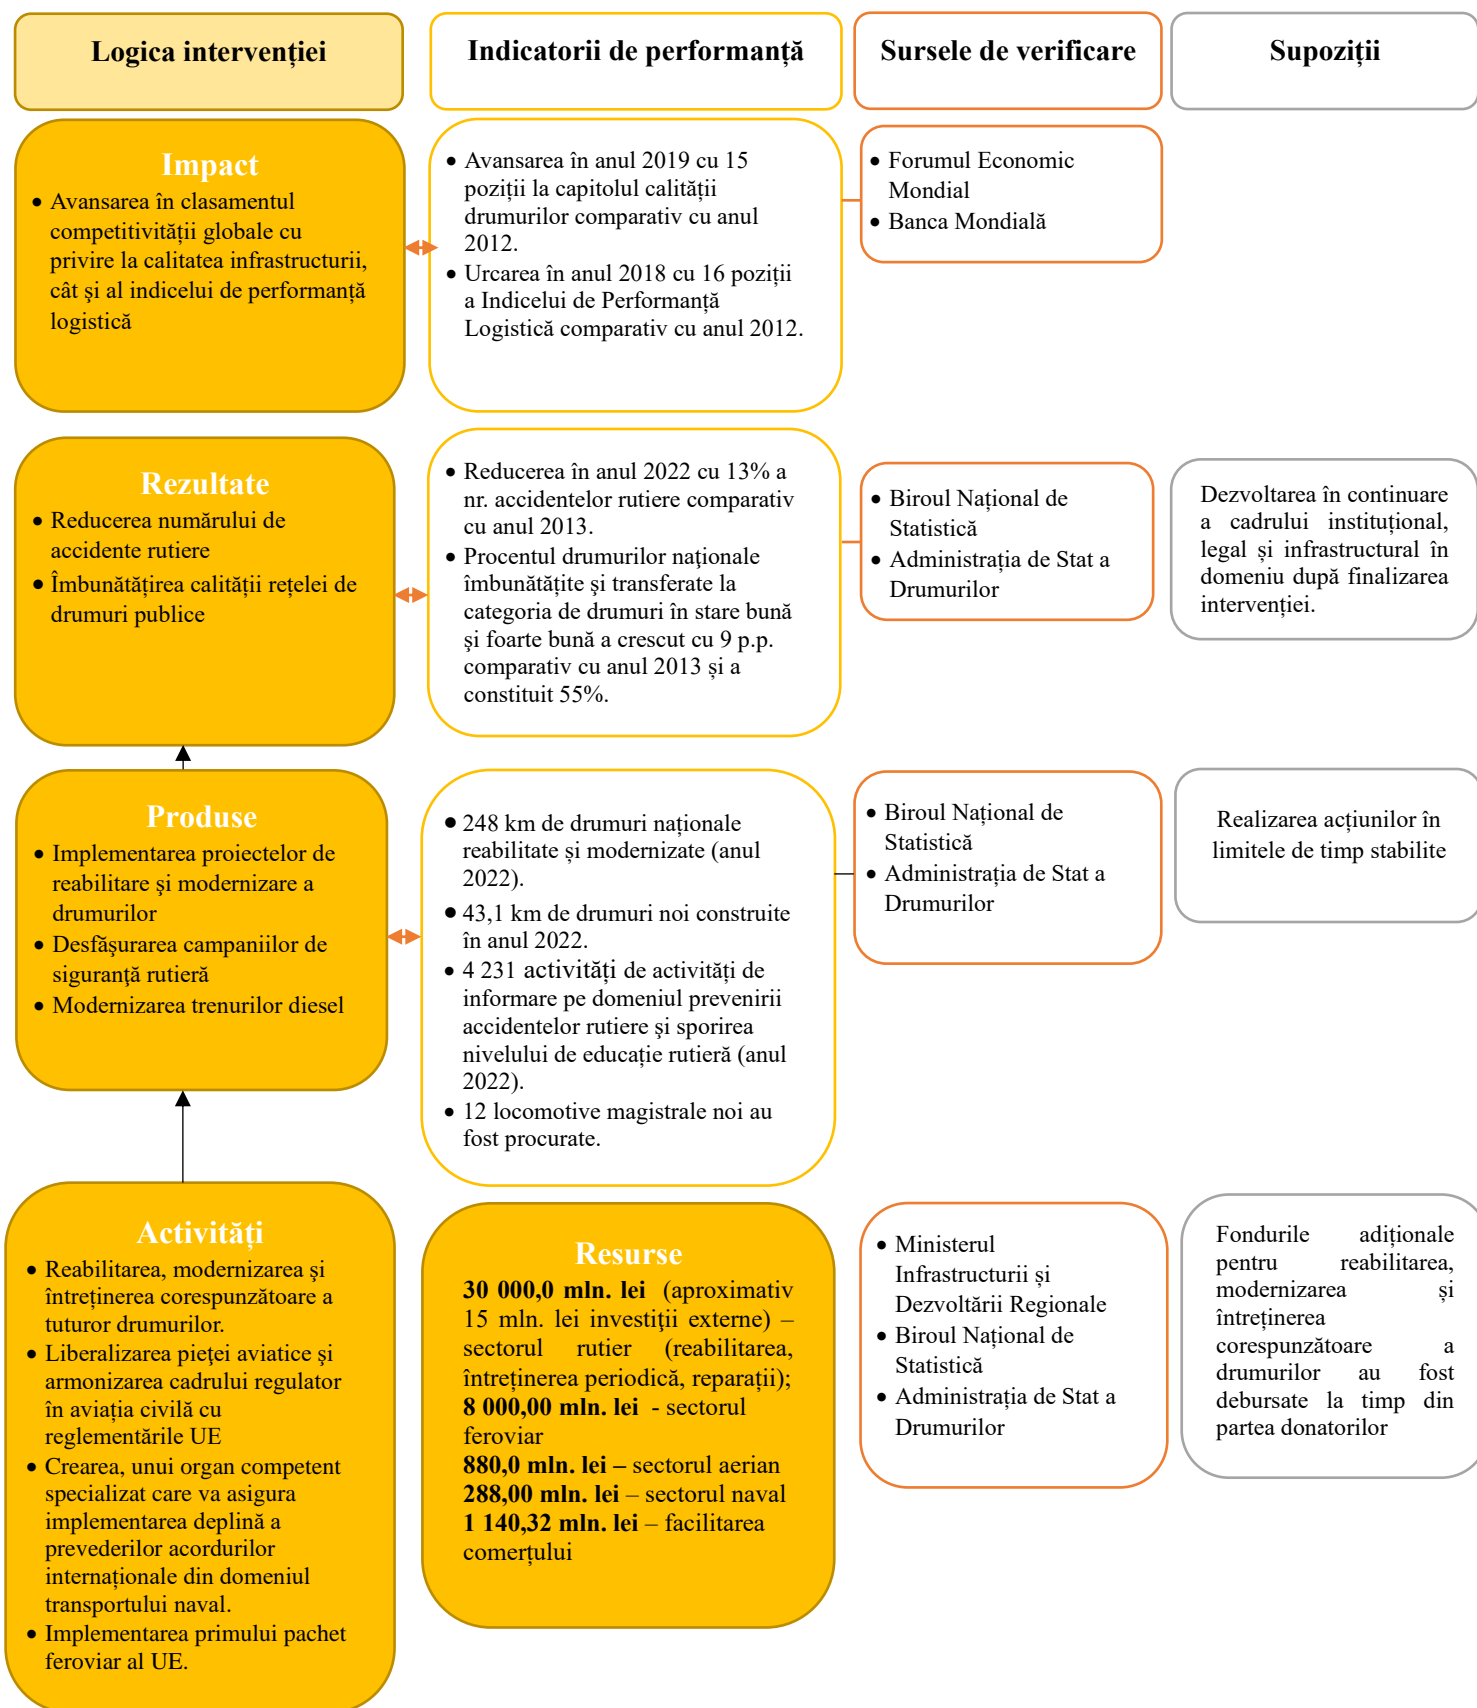 Logica intervenției
Indicatorii de performanță
Sursele de verificare
Supoziții
Impact
• Avansarea în clasamentul
competitivității globale cu
privire la calitatea infrastructurii,
cât şi al indicelui de performanță
logistică
• Avansarea în anul 2019 cu 15
poziții la capitolul calității
drumurilor comparativ cu anul
2012.
• Urcarea în anul 2018 cu 16 poziții
a Indicelui de Performanță
Logistică comparativ cu anul 2012.
• Forumul Economic
Mondial
• Banca Mondială
Rezultate
• Reducerea numărului de
accidente rutiere
• Îmbunătățirea calității rețelei de
drumuri publice
• Reducerea în anul 2022 cu 13% a
nr. accidentelor rutiere comparativ
cu anul 2013.
• Procentul drumurilor naţionale
îmbunătățite şi transferate la
categoria de drumuri în stare bună
şi foarte bună a crescut cu 9 p.p.
comparativ cu anul 2013 și a
constituit 55%.
• Biroul Național de
Statistică
• Administrația de Stat a
Drumurilor
Dezvoltarea în continuare
a cadrului instituțional,
legal și infrastructural în
domeniu după finalizarea
intervenției.
Produse
• Implementarea proiectelor de
reabilitare şi modernizare a
drumurilor
• Desfăşurarea campaniilor de
siguranţă rutieră
• Modernizarea trenurilor diesel
• 248 km de drumuri naționale
reabilitate și modernizate (anul
2022).
• 43,1 km de drumuri noi construite
în anul 2022.
• 4 231 activități de activități de
informare pe domeniul prevenirii
accidentelor rutiere şi sporirea
nivelului de educație rutieră (anul
2022).
• 12 locomotive magistrale noi au
fost procurate.
• Biroul Național de
Statistică
• Administrația de Stat a
Drumurilor
Realizarea acțiunilor în
limitele de timp stabilite
Activități
• Reabilitarea, modernizarea şi
întreținerea corespunzătoare a
tuturor drumurilor.
• Liberalizarea pieţei aviatice şi
armonizarea cadrului regulator
în aviația civilă cu
reglementările UE
• Crearea, unui organ competent
specializat care va asigura
implementarea deplină a
prevederilor acordurilor
internaționale din domeniul
transportului naval.
• Implementarea primului pachet
feroviar al UE.
Resurse
30 000,0 mln. lei (aproximativ
15 mln. lei investiţii externe) –
sectorul rutier (reabilitarea,
întreținerea periodică, reparații);
8 000,00 mln. lei - sectorul
feroviar
880,0 mln. lei – sectorul aerian
288,00 mln. lei – sectorul naval
1 140,32 mln. lei – facilitarea
comerțului
• Ministerul
Infrastructurii și
Dezvoltării Regionale
• Biroul Național de
Statistică
• Administrația de Stat a
Drumurilor
Fondurile adiționale
pentru reabilitarea,
modernizarea și
întreținerea
corespunzătoare a
drumurilor au fost
debursate la timp din
partea donatorilor